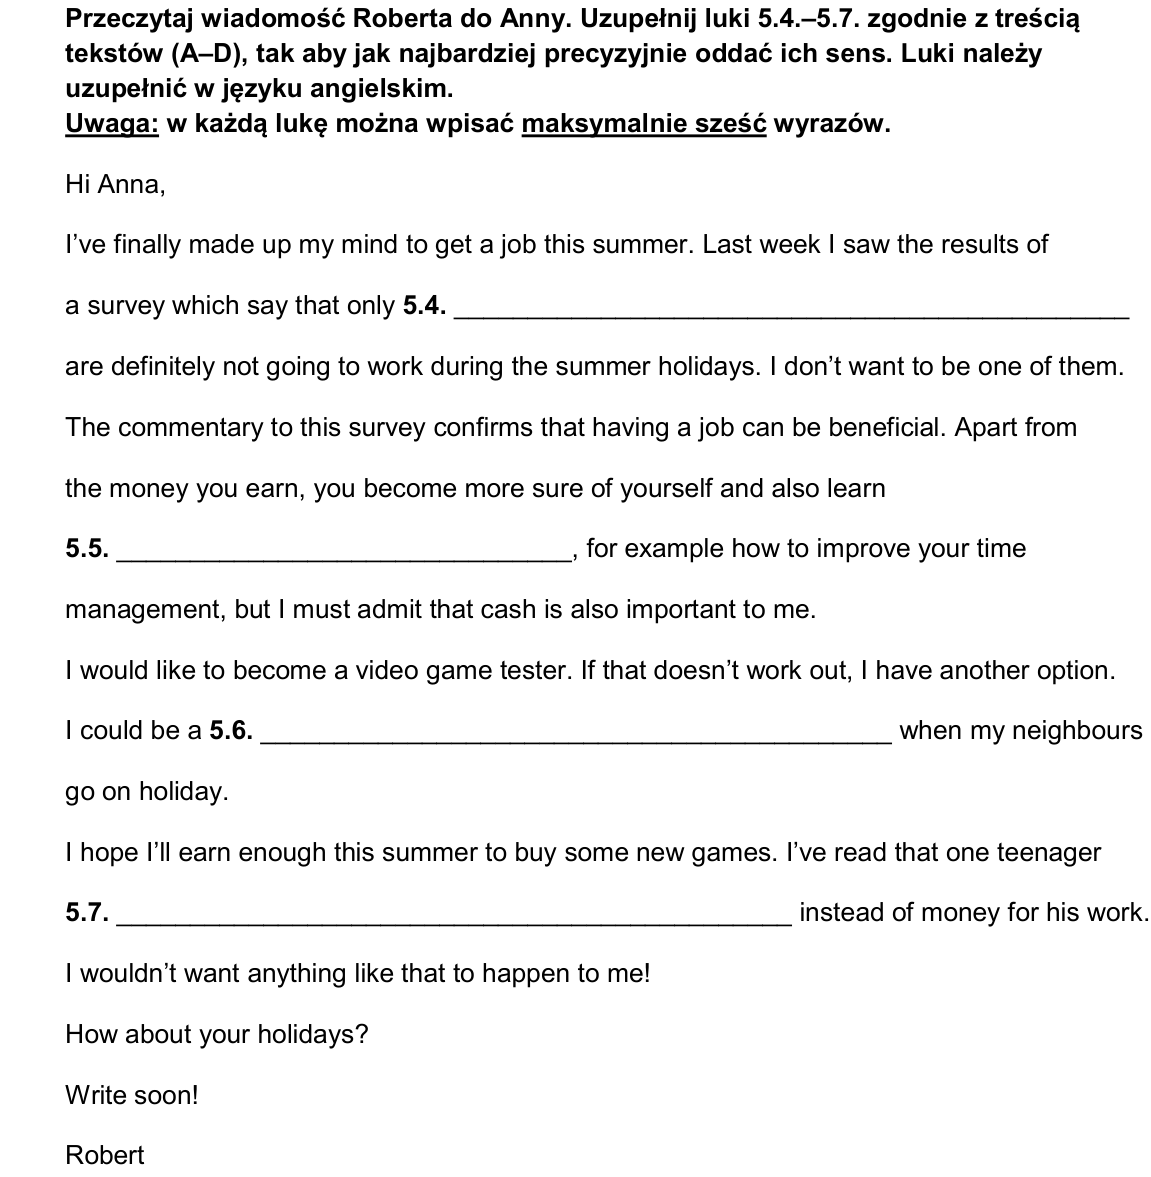 Przeczytaj wiadomość Roberta do Anny. Uzupełnij luki 5.4.–5.7. zgodnie z treścią
tekstów (A–D), tak aby jak najbardziej precyzyjnie oddać ich sens. Luki należy
uzupełnić w języku angielskim.
Uwaga: w każdą lukę można wpisać maksymalnie sześć wyrazów.
Hi Anna,
I've finally made up my mind to get a job this summer. Last week I saw the results of
a survey which say that only 5.4. ______________________________________________
are definitely not going to work during the summer holidays. I don't want to be one of them.
The commentary to this survey confirms that having a job can be beneficial. Apart from
the money you earn, you become more sure of yourself and also learn
5.5. _______________________________, for example how to improve your time
management, but I must admit that cash is also important to me.
I would like to become a video game tester. If that doesn't work out, I have another option.
I could be a 5.6. ___________________________________________ when my neighbours
go on holiday.
I hope I'll earn enough this summer to buy some new games. I've read that one teenager
5.7. ______________________________________________ instead of money for his work.
I wouldn't want anything like that to happen to me!
How about your holidays?
Write soon!
Robert